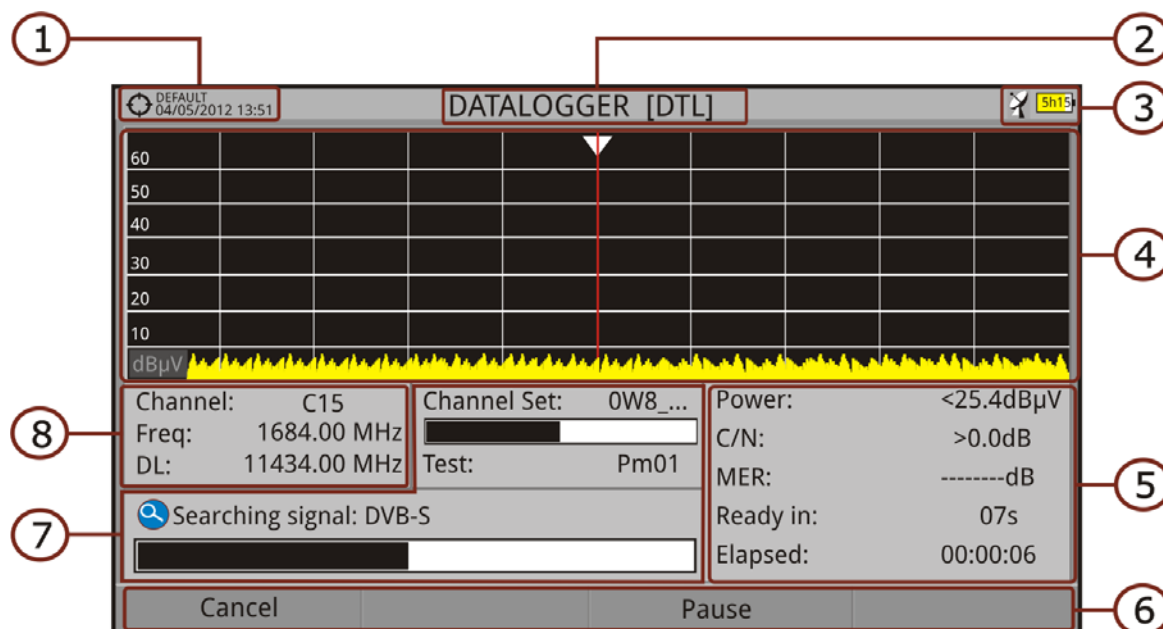 1
2
3
4
5
6
7
8
DEFAULT
04/05/2012 13:51
DATALOGGER [DTL]
5h15
60
50
40
30
20
10
dBµV
Channel: C15
Freq: 1684.00 MHz
DL: 11434.00 MHz
Channel Set: 0W8_...
Test: Pm01
Searching signal: DVB-S
Power: <25.4dBµV
C/N: >0.0dB
MER: --------dB
Ready in: 07s
Elapsed: 00:00:06
Cancel
Pause